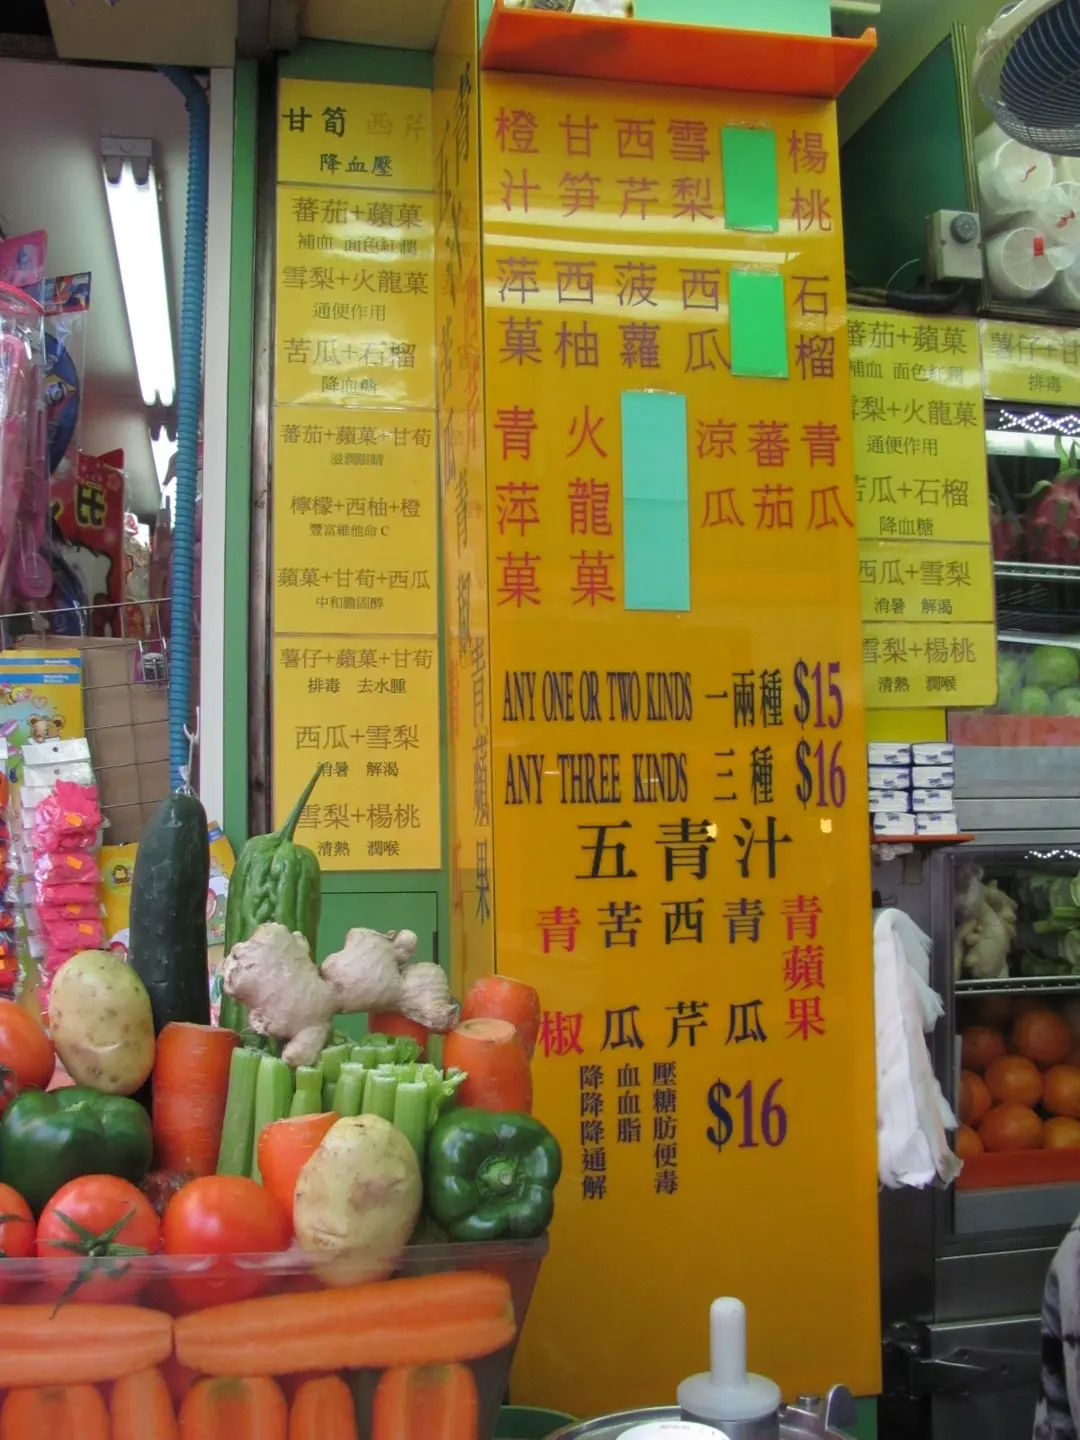 甘筍 西芹
降血壓
蕃茄+蘋菓
補血 面色紅潤
雪梨+火龍菓
通便作用
苦瓜+石榴
降血糖
蕃茄+蘋菓+甘荀
滋潤眼睛
檸檬+西柚+橙
豐富維他命C
蘋菓+甘荀+西瓜
中和膽固醇
薯仔+蘋菓+甘荀
排毒 去水腫
西瓜+雪梨
消暑 解渴
雪梨+楊桃
清熱 潤喉
橙汁 甘筍 西芹 雪梨 楊桃
萍菓 西柚 菠蘿 西瓜 石榴
青萍菓 火龍菓 涼瓜 蕃茄 青瓜
ANY ONE OR TWO KINDS 一兩種 $15
ANY THREE KINDS 三種 $16
五青汁
青椒 苦瓜 西芹 青瓜 青蘋果
降血壓
降血糖
降血脂肪
通便
解毒
$16
蕃茄+蘋菓
補血 面色紅潤
雪梨+火龍菓
通便作用
苦瓜+石榴
降血糖
西瓜+雪梨
消暑 解渴
雪梨+楊桃
清熱 潤喉
薯仔+甘
排毒